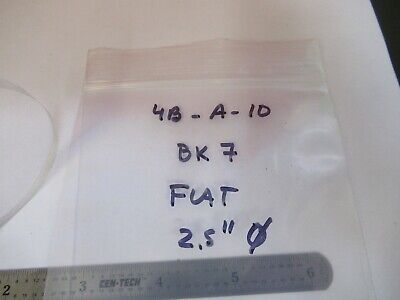 4B-A-10
BK 7
FLAT
2.5" ϕ
2 3 CEN-TECH 4 5 6